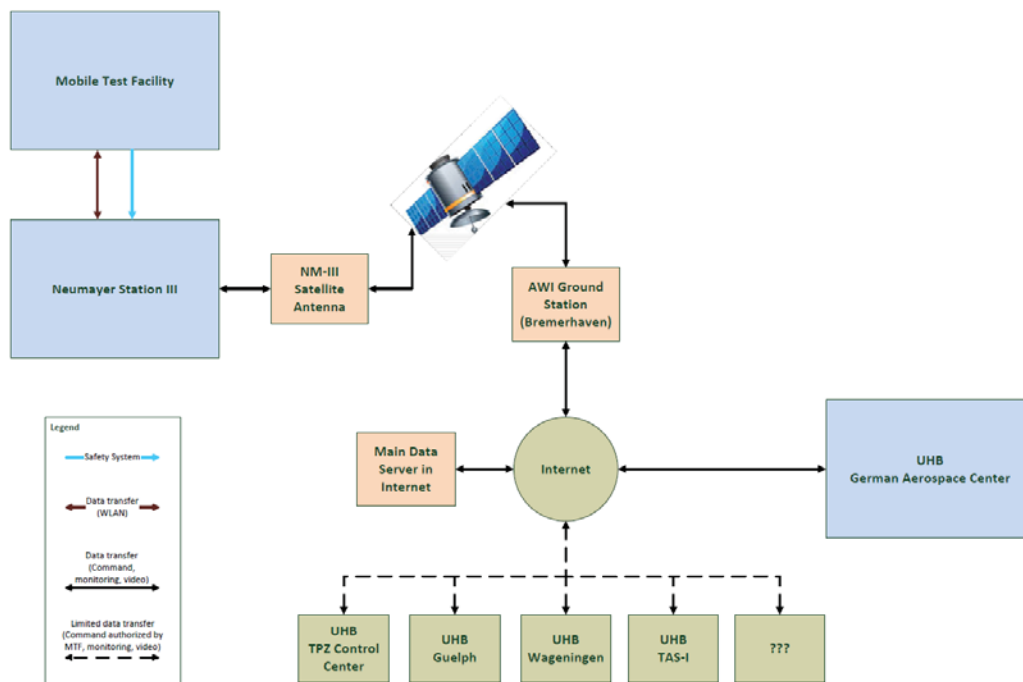 Mobile Test Facility
Neumayer Station III
NM-III
Satellite
Antenna
AWI Ground
Station
(Bremerhaven)
Main Data
Server in
Internet
Internet
UHB
German Aerospace Center
Legend
Safety System
Data transfer
(WLAN)
Data transfer
(Command,
monitoring, video)
Limited data transfer
(Command authorized by
MTF, monitoring, video)
UHB
TPZ Control
Center
UHB
Guelph
UHB
Wageningen
UHB
TAS-I
???